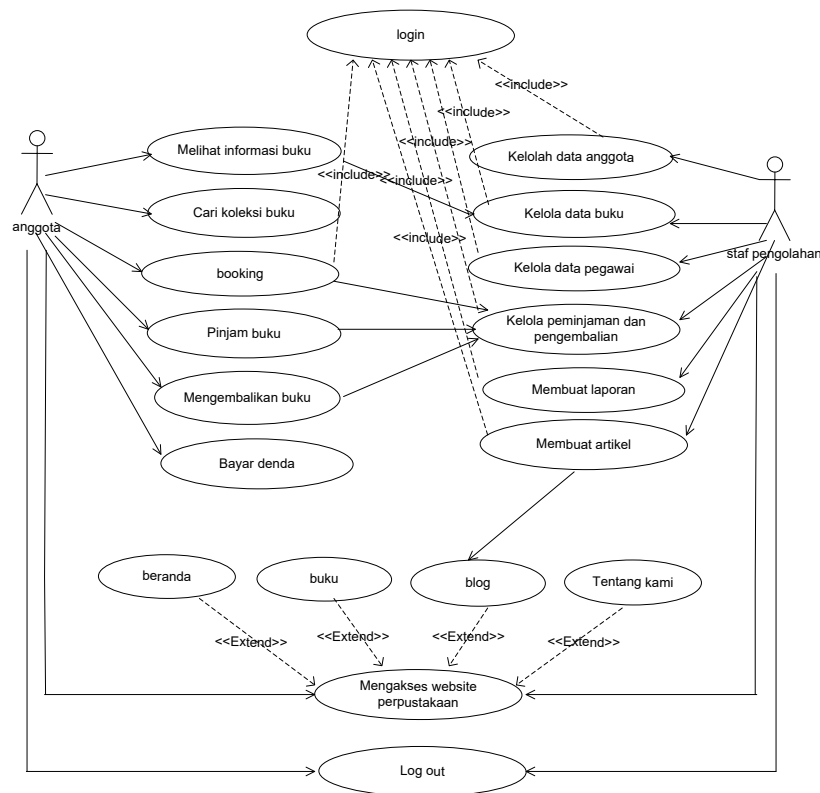 login
<<include>>
<<include>>
<<include>>
<<include>>
<<include>>
<<include>>
<<include>>
Melihat informasi buku
Kelolah data anggota
anggota
Cari koleksi buku
Kelola data buku
staf pengolahan
booking
Kelola data pegawai
Pinjam buku
Kelola peminjaman dan
pengembalian
Mengembalikan buku
Membuat laporan
Bayar denda
Membuat artikel
beranda
buku
blog
Tentang kami
<<Extend>>
<<Extend>>
<<Extend>>
<<Extend>>
Mengakses website
perpustakaan
Log out